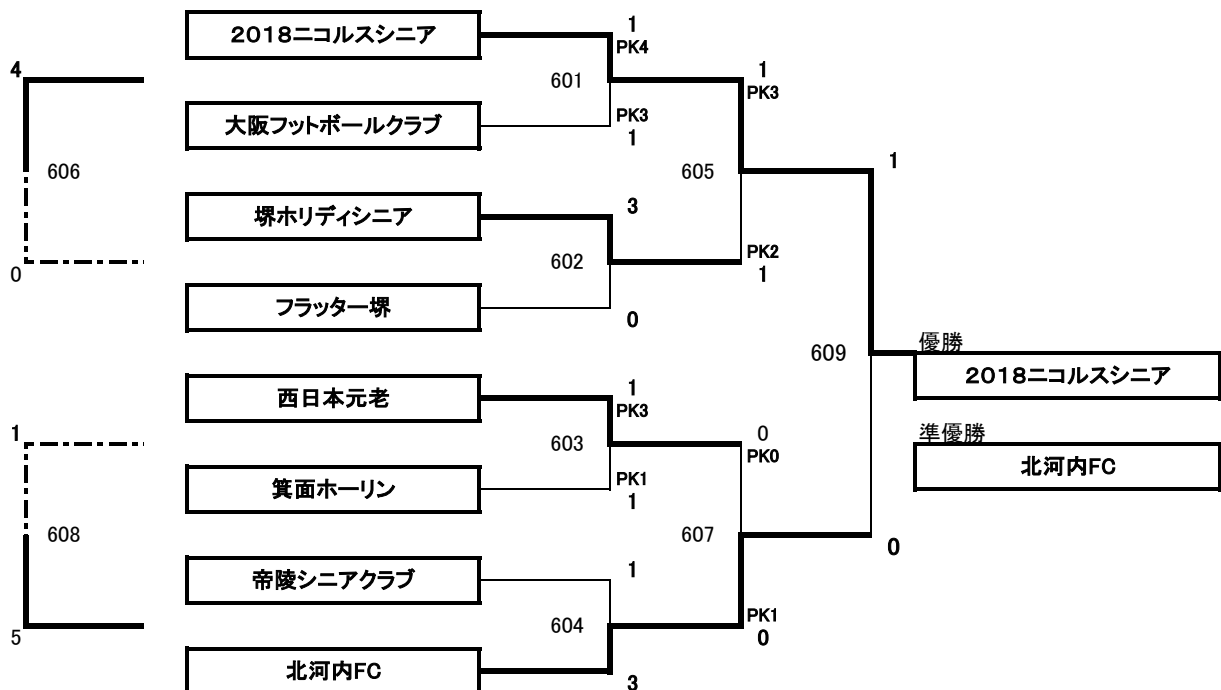 1
2018ニコルスシニア
PK4
4
1
601
PK3
PK3
大阪フットボールクラブ
1
1
606
605
3
堺ホリディシニア
PK2
602
0
1
フラッター堺
0
優勝
609
2018ニコルスシニア
1
西日本元老
PK3
1
0
準優勝
603
PK0
北河内FC
PK1
箕面ホーリン
1
608
607
0
1
帝陵シニアクラブ
PK1
604
5
0
北河内FC
3